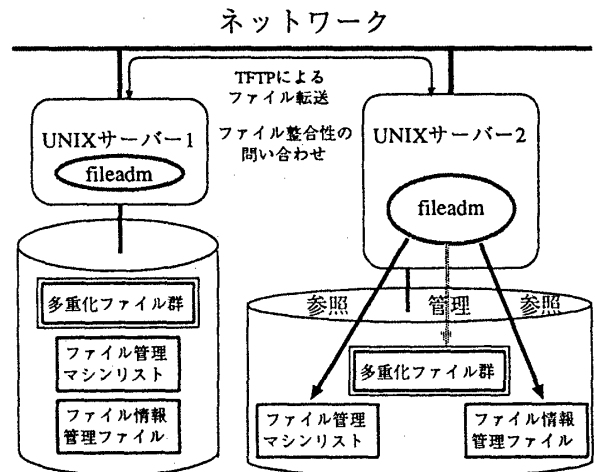 ネットワーク
TFTPによる
ファイル転送
UNIXサーバー1
fileadm
ファイル整合性の
問い合わせ
UNIXサーバー2
fileadm
多重化ファイル群
ファイル管理
マシンリスト
ファイル情報
管理ファイル
参照
管理
参照
多重化ファイル群
ファイル管理
マシンリスト
ファイル情報
管理ファイル